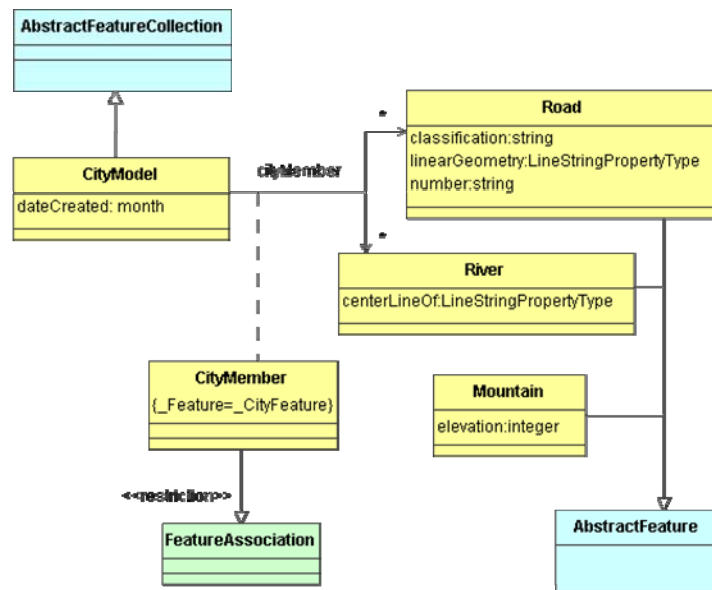 AbstractFeatureCollection
CityModel
dateCreated: month
cityMember
*
*
Road
classification:string
linearGeometry:LineStringPropertyType
number:string
River
centerLineOf:LineStringPropertyType
CityMember
{_Feature=_CityFeature}
Mountain
elevation:integer
<<restriction>>
FeatureAssociation
AbstractFeature